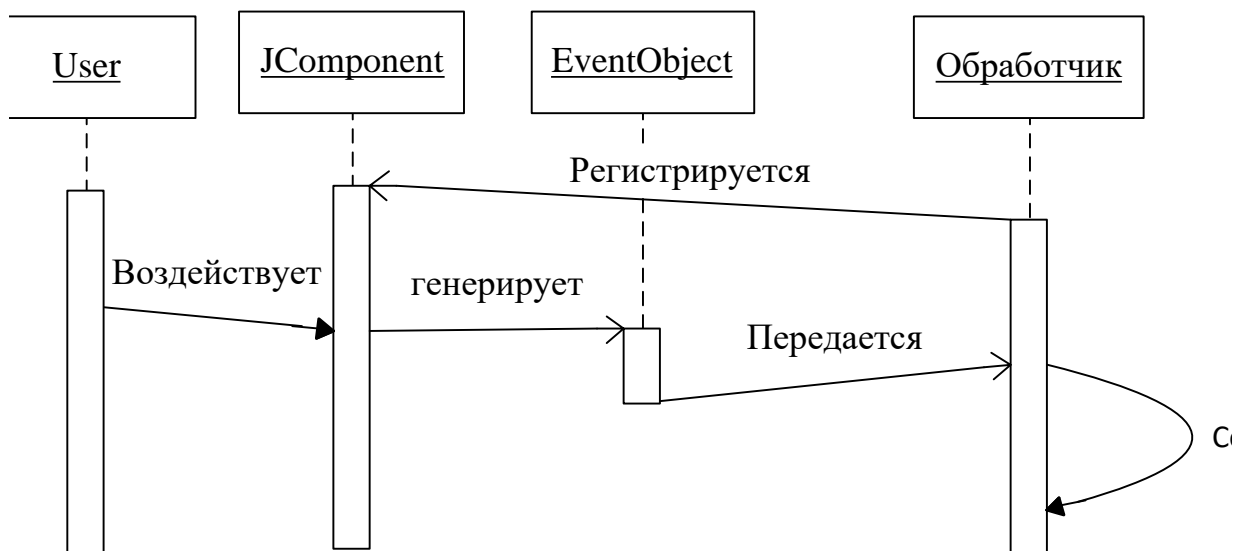 User
JComponent
EventObject
Обработчик
Регистрируется
Воздействует
генерирует
Передается